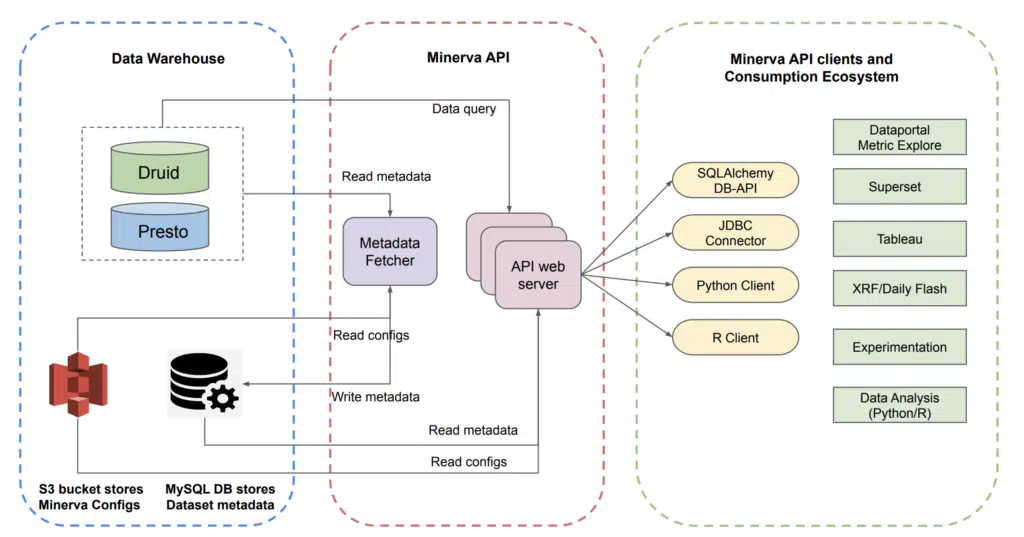 Data Warehouse
Minerva API
Minerva API clients and
Consumption Ecosystem
Data query
Druid
Presto
Read metadata
Metadata
Fetcher
API web
server
Read configs
Write metadata
Read metadata
Read configs
S3 bucket stores
Minerva Configs
MySQL DB stores
Dataset metadata
SQLAlchemy
DB-API
JDBC
Connector
Python Client
R Client
Dataportal
Metric Explore
Superset
Tableau
XRF/Daily Flash
Experimentation
Data Analysis
(Python/R)